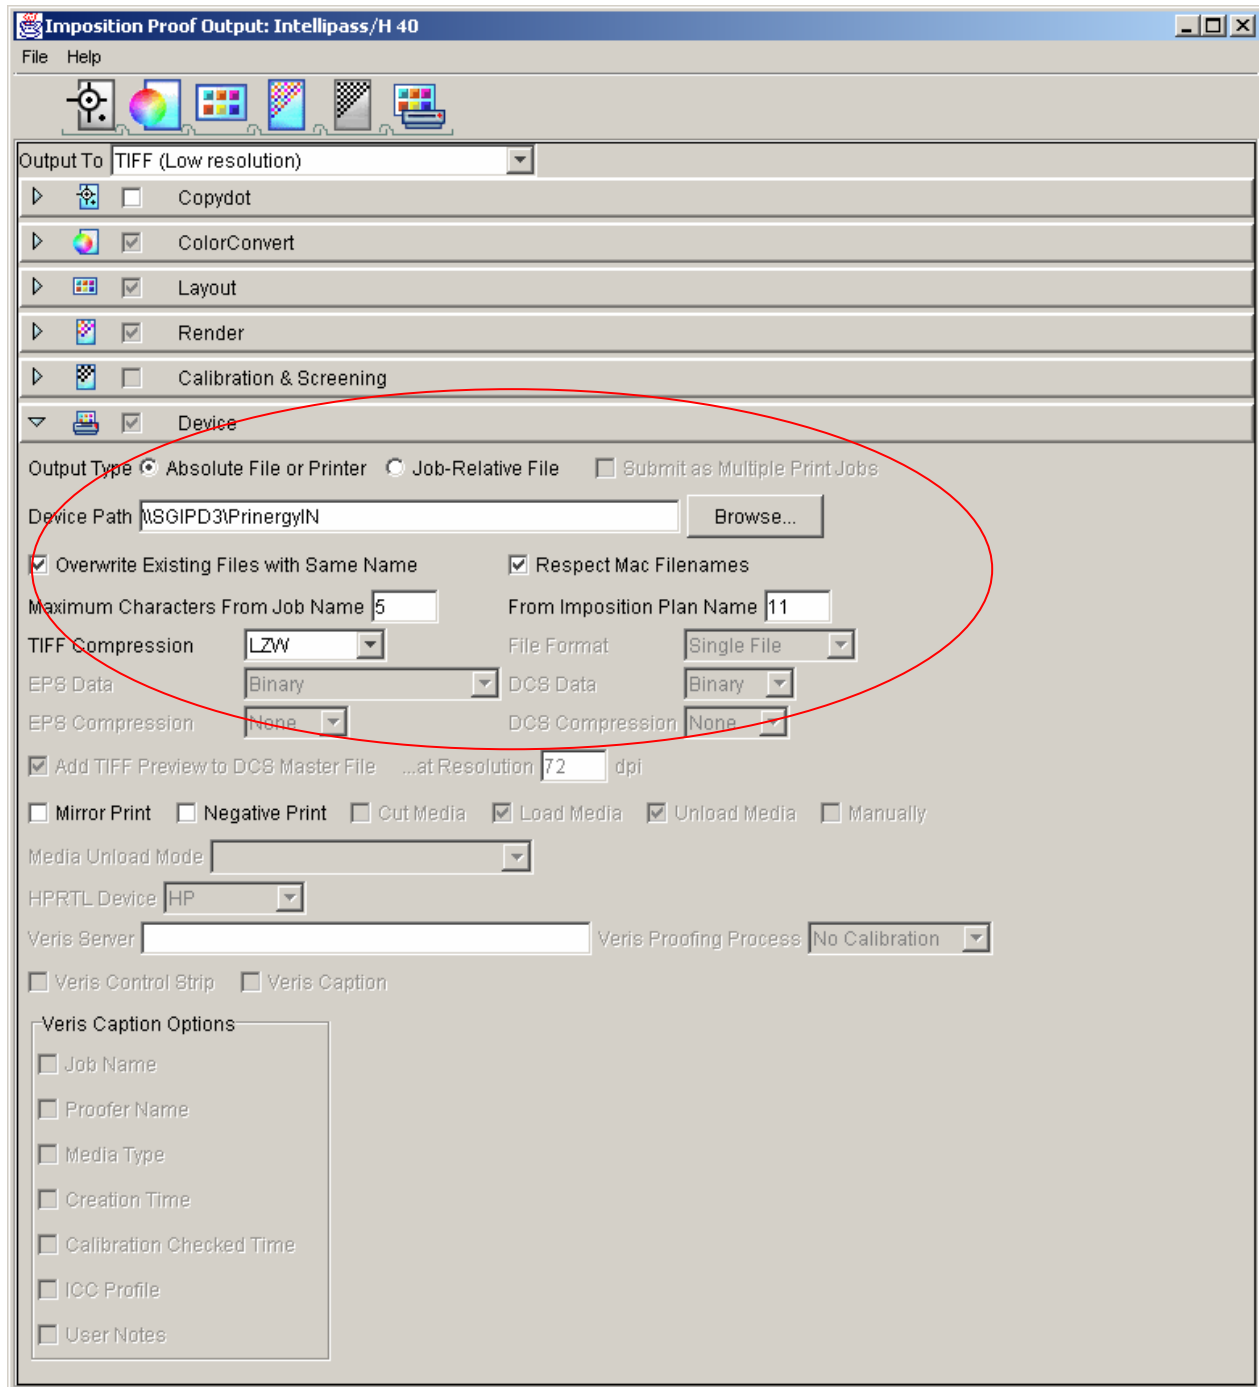 Imposition Proof Output: Intellipass/H 40
File Help
Output To TIFF (Low resolution)
Copydot
ColorConvert
Layout
Render
Calibration & Screening
Device
Output Type Absolute File or Printer Job-Relative File Submit as Multiple Print Jobs
Device Path \\SGIPD3\PrinergyIN Browse...
Overwrite Existing Files with Same Name Respect Mac Filenames
Maximum Characters From Job Name 5 From Imposition Plan Name 11
TIFF Compression LZW File Format Single File
EPS Data Binary DCS Data Binary
EPS Compression None DCS Compression None
Add TIFF Preview to DCS Master File ...at Resolution 72 dpi
Mirror Print Negative Print Cut Media Load Media Unload Media Manually
Media Unload Mode
HPRTL Device HP
Veris Server Veris Proofing Process No Calibration
Veris Control Strip Veris Caption
Veris Caption Options
Job Name
Proofer Name
Media Type
Creation Time
Calibration Checked Time
ICC Profile
User Notes